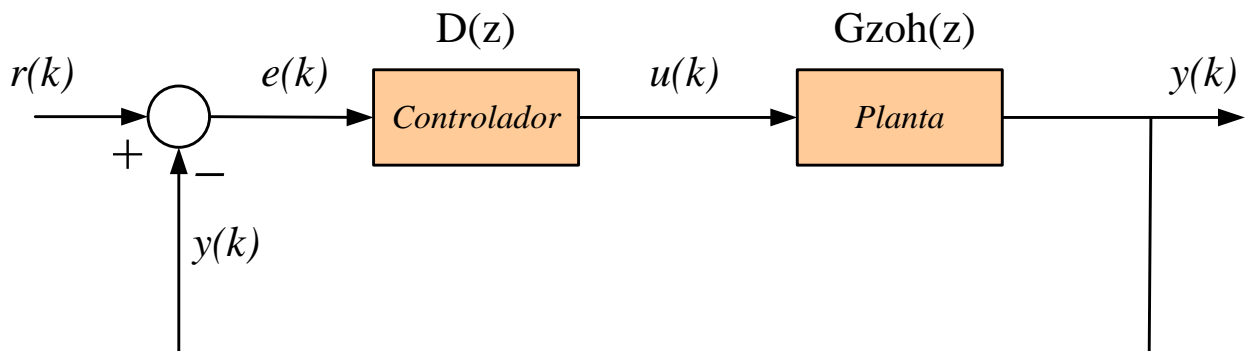 D(z)
Gzoh(z)
r(k)
e(k)
Controlador
u(k)
Planta
y(k)
+
−
y(k)